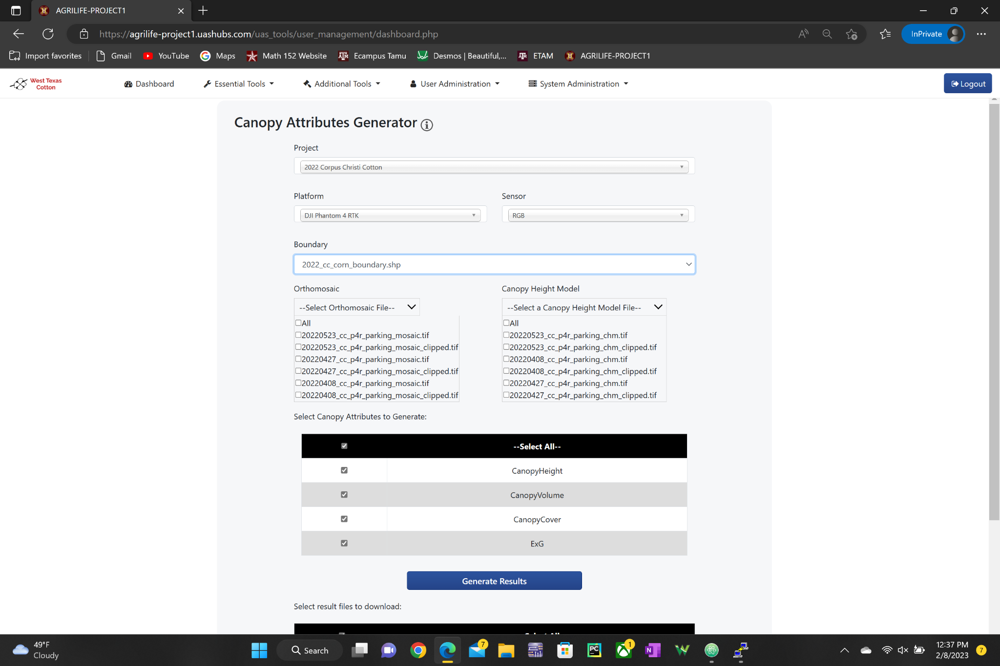 AGRILIFE-PROJECT1
https://agrilife-project1.uashubs.com/uas_tools/user_management/dashboard.php
InPrivate
Import favorites
Gmail
YouTube
Maps
Math 152 Website
Ecampus Tamu
Desmos | Beautiful,...
ETAM
AGRILIFE-PROJECT1
West Texas
Cotton
Dashboard
Essential Tools
Additional Tools
User Administration
System Administration
Logout
Canopy Attributes Generator
Project
2022 Corpus Christi Cotton
Platform
Sensor
DJI Phantom 4 RTK
RGB
Boundary
2022_cc_corn_boundary.shp
Orthomosaic
--Select Orthomosaic File--
All
20220523_cc_p4r_parking_mosaic.tif
20220523_cc_p4r_parking_mosaic_clipped.tif
20220427_cc_p4r_parking_mosaic.tif
20220427_cc_p4r_parking_mosaic_clipped.tif
20220408_cc_p4r_parking_mosaic.tif
20220408_cc_p4r_parking_mosaic_clipped.tif
Canopy Height Model
--Select a Canopy Height Model File--
All
20220523_cc_p4r_parking_chm.tif
20220523_cc_p4r_parking_chm_clipped.tif
20220408_cc_p4r_parking_chm.tif
20220408_cc_p4r_parking_chm_clipped.tif
20220427_cc_p4r_parking_chm.tif
20220427_cc_p4r_parking_chm_clipped.tif
Select Canopy Attributes to Generate:
--Select All--
CanopyHeight
CanopyVolume
CanopyCover
ExG
Generate Results
Select result files to download:
49°F
Cloudy
Search
7
PC
1
N
12:37 PM
2/8/2023
7